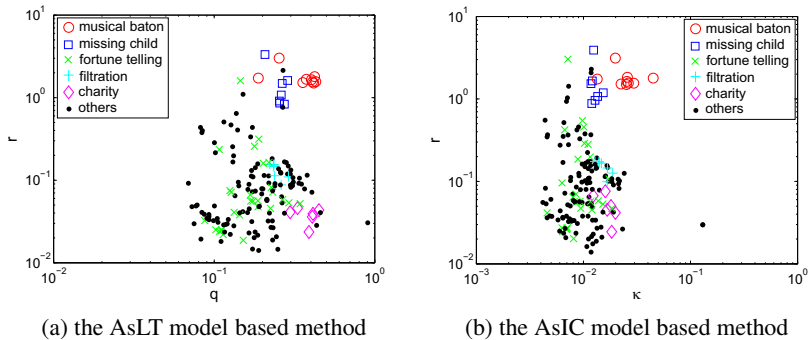 musical baton
missing child
fortune telling
filtration
charity
others
10^1
10^0
10^-1
10^-2
r
10^-2
10^-1
10^0
q
(a) the AsLT model based method
musical baton
missing child
fortune telling
filtration
charity
others
10^1
10^0
10^-1
10^-2
r
10^-3
10^-2
10^-1
10^0
κ
(b) the AsIC model based method